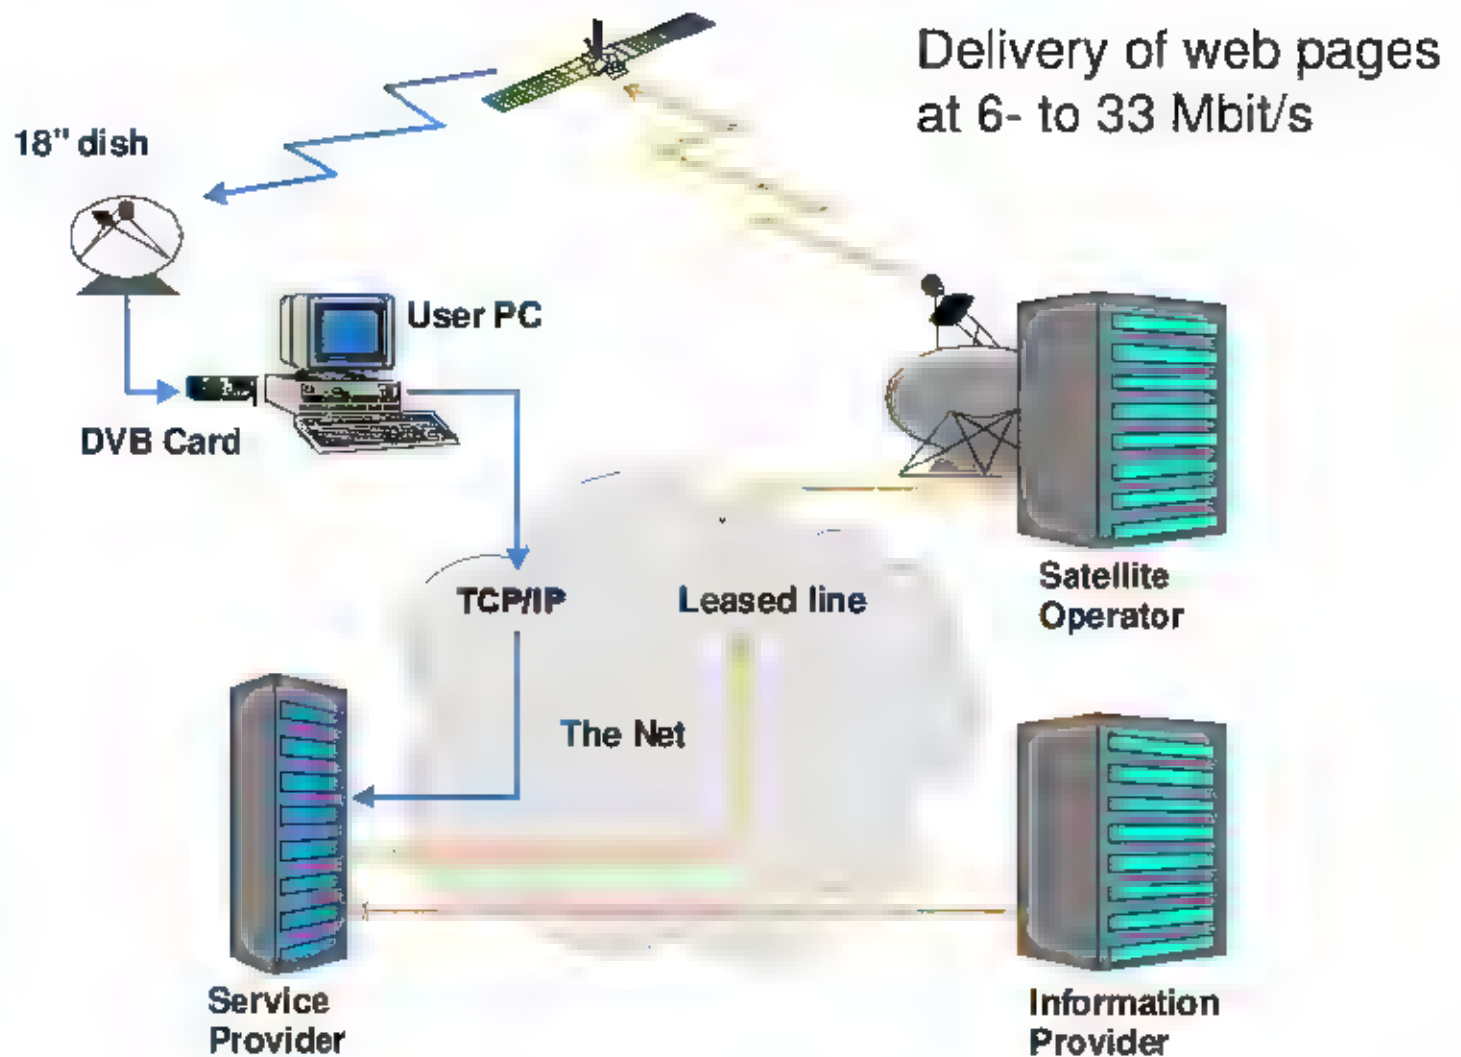 Delivery of web pages
at 6- to 33 Mbit/s
18" dish
User PC
DVB Card
TCP/IP
Leased line
Satellite
Operator
The Net
Service
Provider
Information
Provider